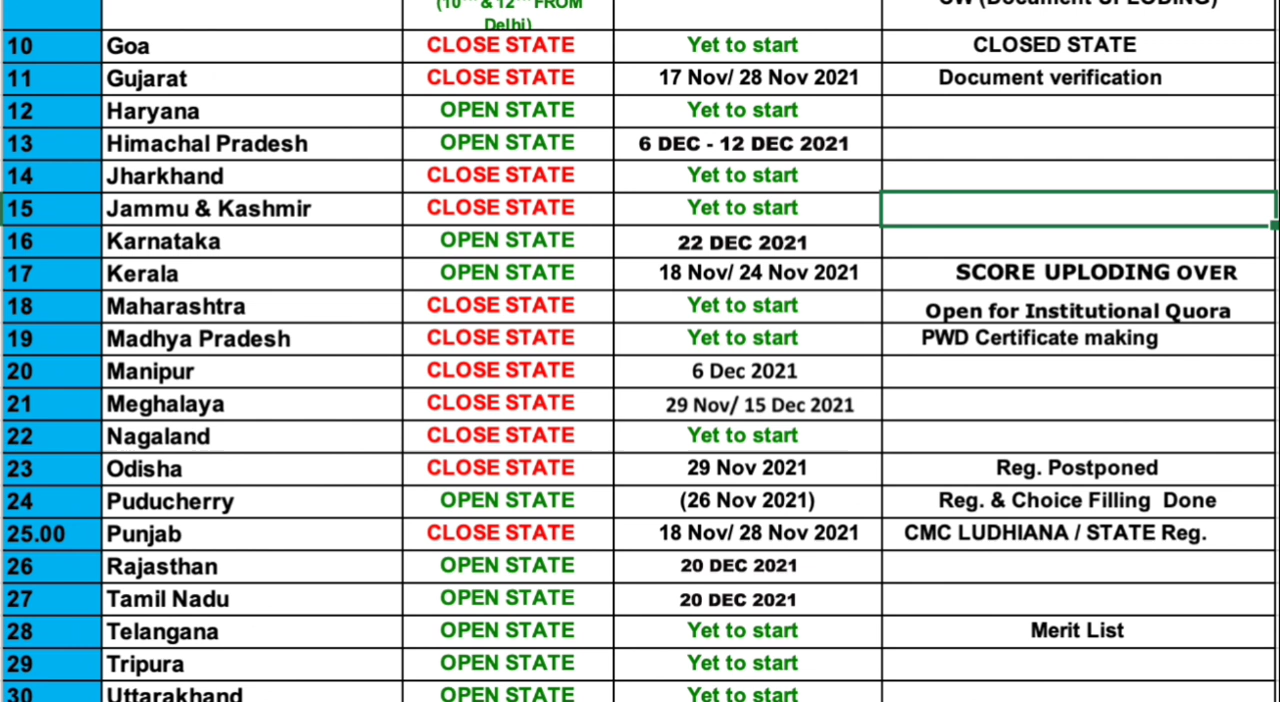 (10 & 12 FROM
Delhi)
(Document UPLODING)
10 Goa CLOSE STATE Yet to start CLOSED STATE
11 Gujarat CLOSE STATE 17 Nov/ 28 Nov 2021 Document verification
12 Haryana OPEN STATE Yet to start
13 Himachal Pradesh OPEN STATE 6 DEC - 12 DEC 2021
14 Jharkhand CLOSE STATE Yet to start
15 Jammu & Kashmir CLOSE STATE Yet to start
16 Karnataka OPEN STATE 22 DEC 2021
17 Kerala OPEN STATE 18 Nov/ 24 Nov 2021 SCORE UPLODING OVER
18 Maharashtra CLOSE STATE Yet to start Open for Institutional Quora
19 Madhya Pradesh CLOSE STATE Yet to start PWD Certificate making
20 Manipur CLOSE STATE 6 Dec 2021
21 Meghalaya CLOSE STATE 29 Nov/ 15 Dec 2021
22 Nagaland CLOSE STATE Yet to start
23 Odisha CLOSE STATE 29 Nov 2021 Reg. Postponed
24 Puducherry OPEN STATE (26 Nov 2021) Reg. & Choice Filling Done
25.00 Punjab CLOSE STATE 18 Nov/ 28 Nov 2021 CMC LUDHIANA / STATE Reg.
26 Rajasthan OPEN STATE 20 DEC 2021
27 Tamil Nadu OPEN STATE 20 DEC 2021
28 Telangana OPEN STATE Yet to start Merit List
29 Tripura OPEN STATE Yet to start
30 Uttarakhand OPEN STATE Yet to start